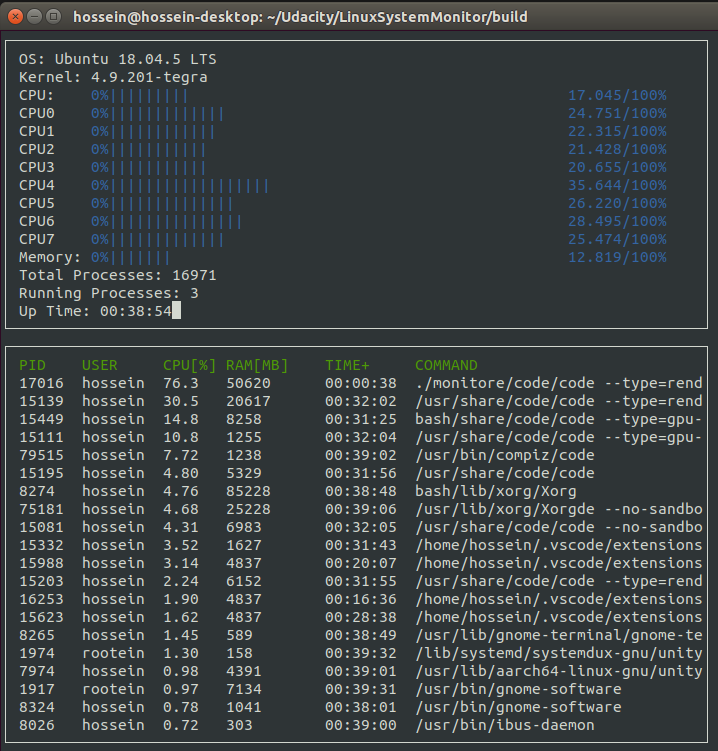 hossein@hossein-desktop: ~/Udacity/LinuxSystemMonitor/build
OS: Ubuntu 18.04.5 LTS
Kernel: 4.9.201-tegra
CPU: 0%||||||||| 17.045/100%
CPU0 0%||||||||||||| 24.751/100%
CPU1 0%|||||||||||| 22.315/100%
CPU2 0%||||||||||| 21.428/100%
CPU3 0%||||||||||| 20.655/100%
CPU4 0%|||||||||||||||||| 35.644/100%
CPU5 0%|||||||||||||| 26.220/100%
CPU6 0%||||||||||||||| 28.495/100%
CPU7 0%||||||||||||| 25.474/100%
Memory: 0%||||||| 12.819/100%
Total Processes: 16971
Running Processes: 3
Up Time: 00:38:54
PID USER CPU[%] RAM[MB] TIME+ COMMAND
17016 hossein 76.3 50620 00:00:38 ./monitore/code/code --type=rend
15139 hossein 30.5 20617 00:32:02 /usr/share/code/code --type=rend
15449 hossein 14.8 8258 00:31:25 bash/share/code/code --type=gpu-
15111 hossein 10.8 1255 00:32:04 /usr/share/code/code --type=gpu-
79515 hossein 7.72 1238 00:39:02 /usr/bin/compiz/code
15195 hossein 4.80 5329 00:31:56 /usr/share/code/code
8274 hossein 4.76 85228 00:38:48 bash/lib/xorg/Xorg
75181 hossein 4.68 25228 00:39:06 /usr/lib/xorg/Xorgde --no-sandbo
15081 hossein 4.31 6983 00:32:05 /usr/share/code/code --no-sandbo
15332 hossein 3.52 1627 00:31:43 /home/hossein/.vscode/extensions
15988 hossein 3.14 4837 00:20:07 /home/hossein/.vscode/extensions
15203 hossein 2.24 6152 00:31:55 /usr/share/code/code --type=rend
16253 hossein 1.90 4837 00:16:36 /home/hossein/.vscode/extensions
15623 hossein 1.62 4837 00:28:38 /home/hossein/.vscode/extensions
8265 hossein 1.45 589 00:38:49 /usr/lib/gnome-terminal/gnome-te
1974 rootein 1.30 158 00:39:32 /lib/systemd/systemdux-gnu/unity
7974 hossein 0.98 4391 00:39:01 /usr/lib/aarch64-linux-gnu/unity
1917 rootein 0.97 7134 00:39:31 /usr/bin/gnome-software
8324 hossein 0.78 1041 00:38:01 /usr/bin/gnome-software
8026 hossein 0.72 303 00:39:00 /usr/bin/ibus-daemon